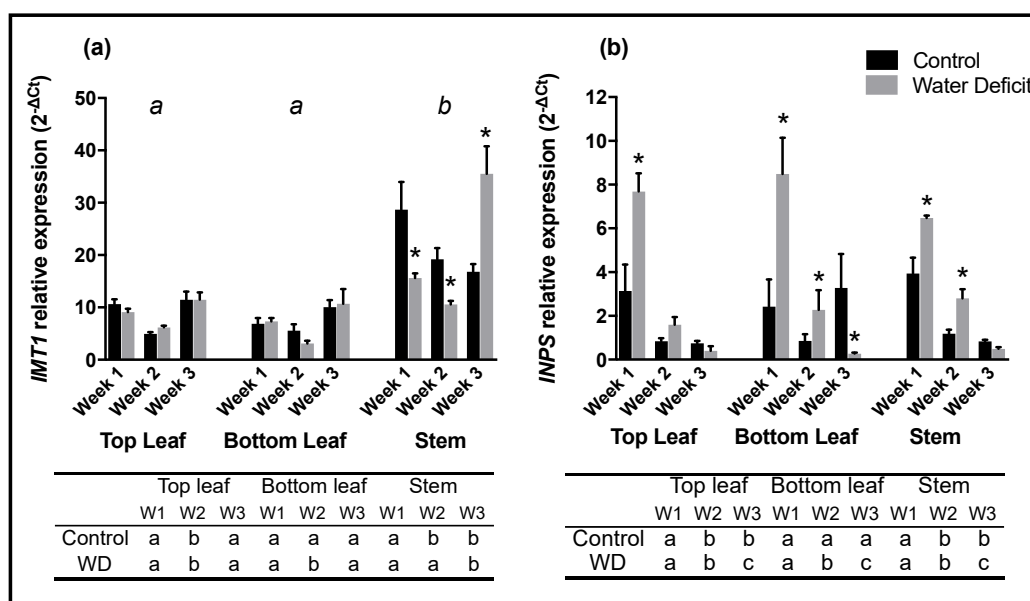 (a)
IMT1 relative expression (2-ΔCt)
50
40
30
20
10
0
a a b
*
*
*
Week 1 Week 2 Week 3 Week 1 Week 2 Week 3 Week 1 Week 2 Week 3
Top Leaf Bottom Leaf Stem
Top leaf Bottom leaf Stem
W1 W2 W3 W1 W2 W3 W1 W2 W3
Control a b a a a a a b b
WD a b a a b a a a b
(b)
Control
Water Deficit
INPS relative expression (2-ΔCt)
12
10
8
6
4
2
0
*
*
*
*
*
*
Week 1 Week 2 Week 3 Week 1 Week 2 Week 3 Week 1 Week 2 Week 3
Top Leaf Bottom Leaf Stem
Top leaf Bottom leaf Stem
W1 W2 W3 W1 W2 W3 W1 W2 W3
Control a b b a a a a b b
WD a b c a b c a b c